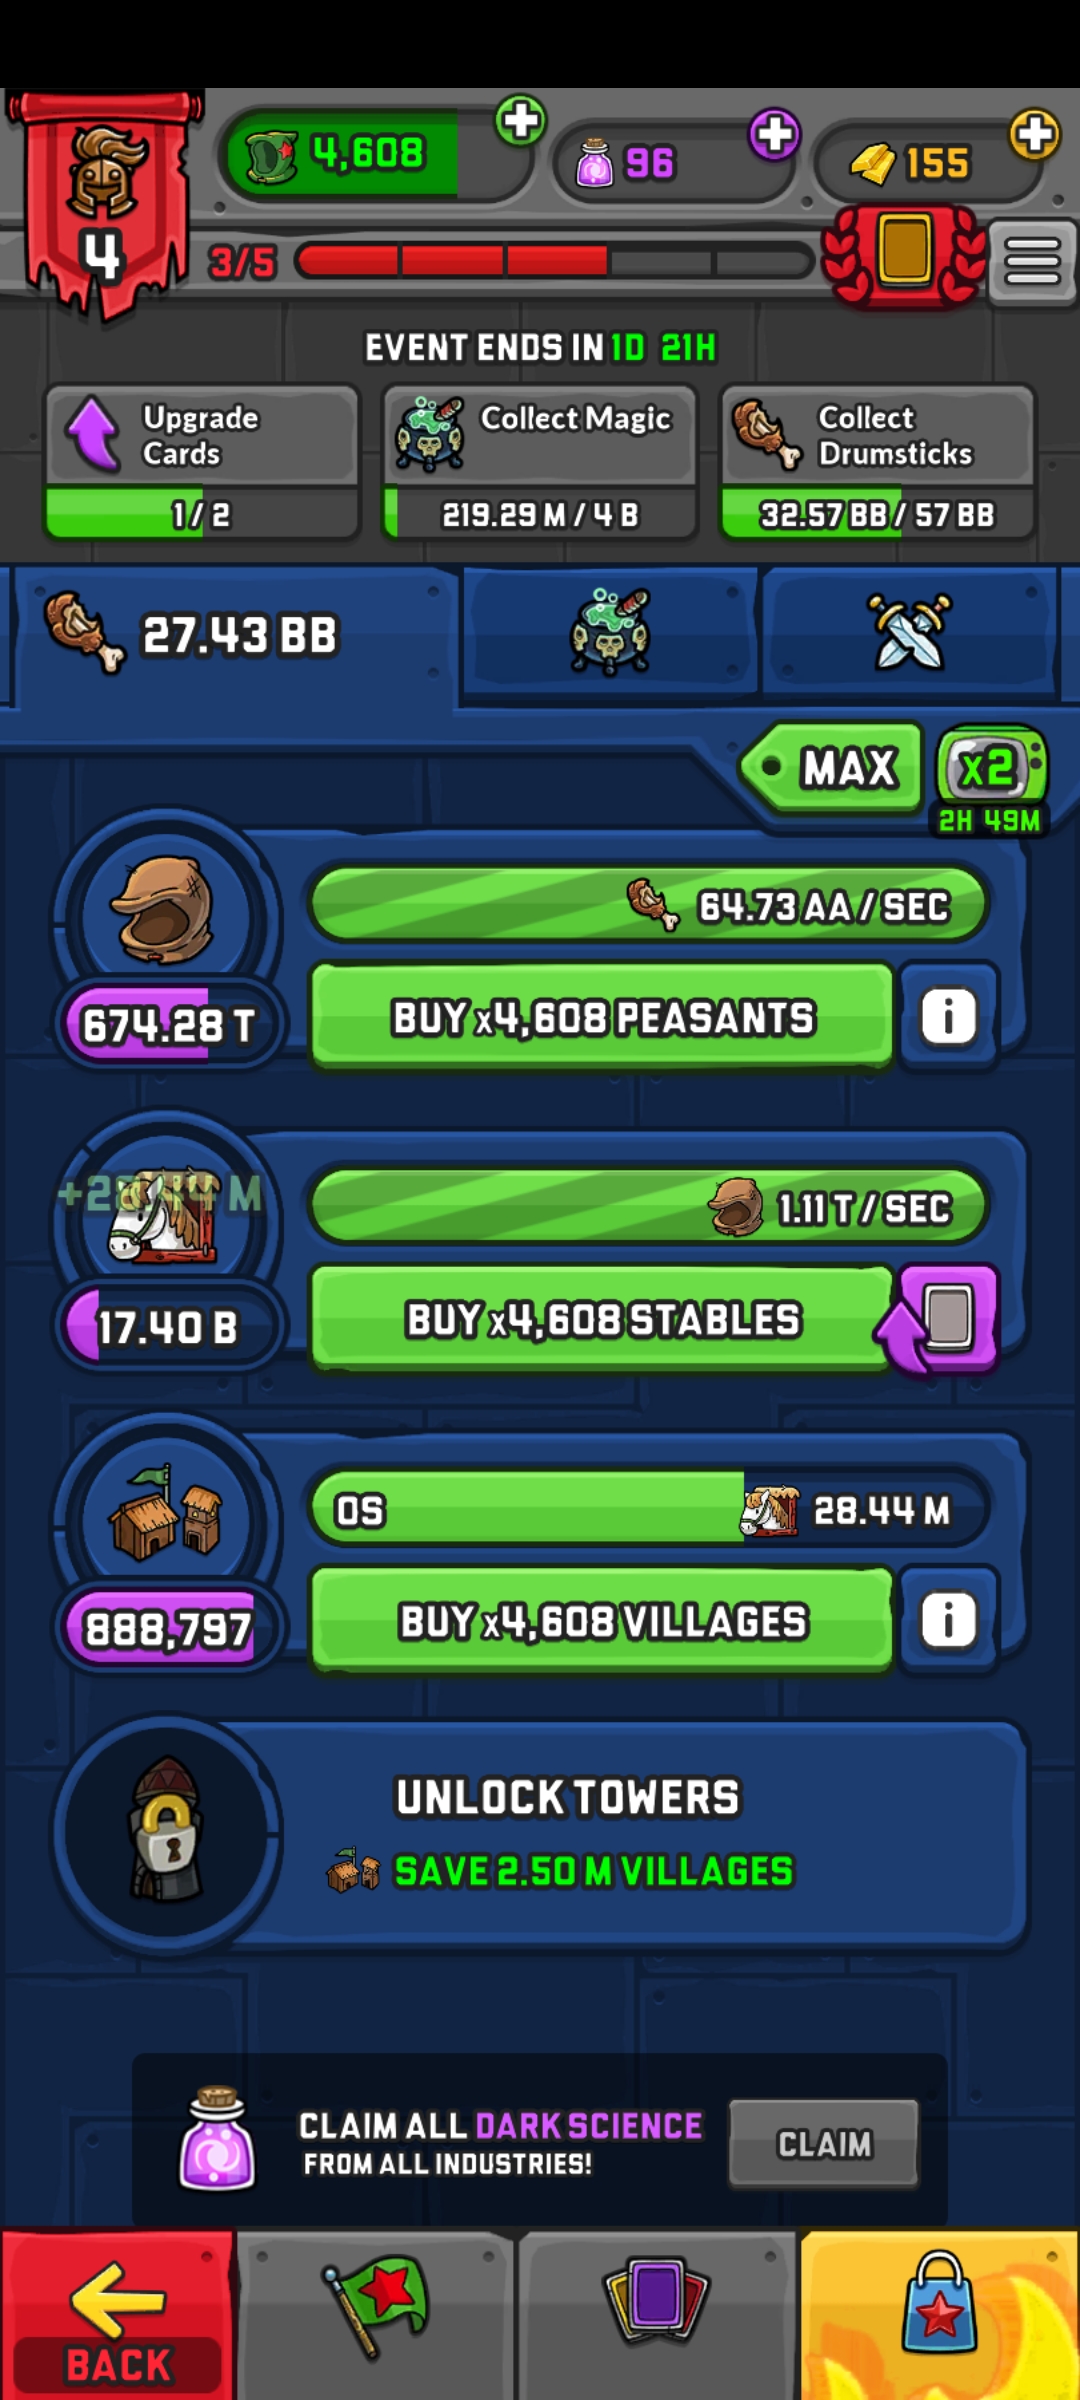 4,608
96
155
4
3/5
EVENT ENDS IN 1D 21H
Upgrade
Cards
1/2
Collect Magic
219.29 M / 4 B
Collect
Drumsticks
32.57 BB / 57 BB
27.43 BB
MAX
x2
2H 49M
64.73 AA / SEC
674.28 T
BUY x4,608 PEASANTS
i
1.11 T / SEC
17.40 B
BUY x4,608 STABLES
0S
28.44 M
888,797
BUY x4,608 VILLAGES
i
UNLOCK TOWERS
SAVE 2.50 M VILLAGES
CLAIM ALL DARK SCIENCE
FROM ALL INDUSTRIES!
CLAIM
BACK